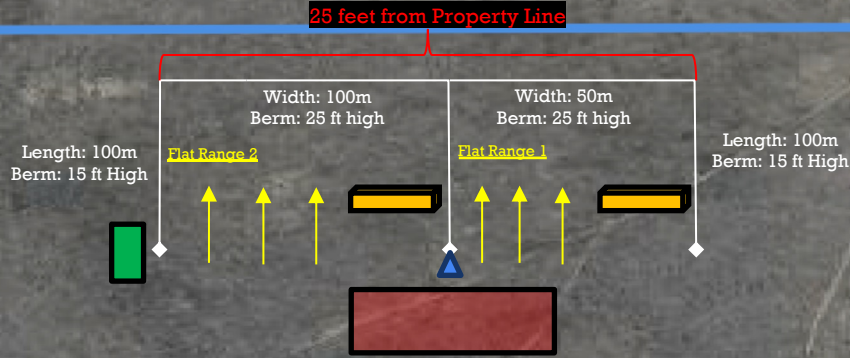 25 feet from Property Line
Width: 100m
Berm: 25 ft high
Width: 50m
Berm: 25 ft high
Length: 100m
Berm: 15 ft High
Flat Range 2
Flat Range 1
Length: 100m
Berm: 15 ft High